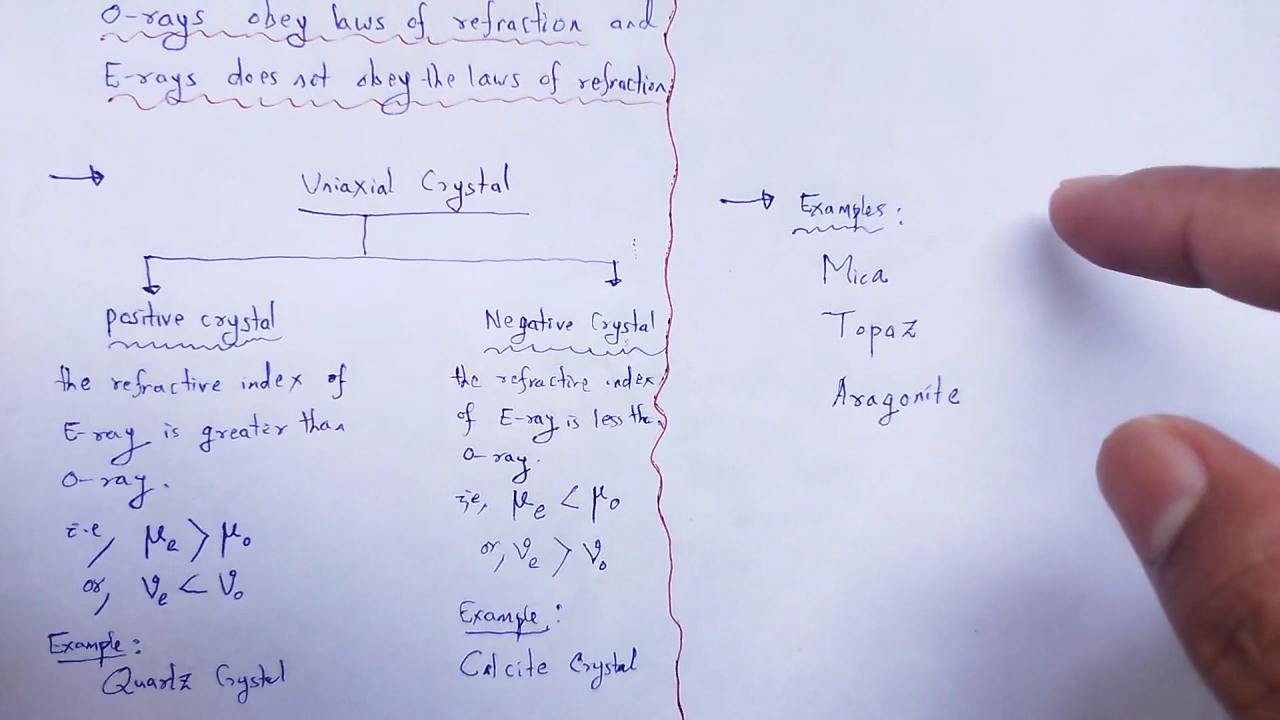 O-rays obey laws of refraction and
E-rays does not obey the laws of refraction.
Uniaxial Crystal
positive crystal
the refractive index of
E-ray is greater than
O-ray.
i.e, μe > μo
or, ve < vo
Example:
Quartz Crystal
Negative Crystal
the refractive index
of E-ray is less than
O-ray.
i.e, μe < μo
or, ve > vo
Example:
Calcite Crystal
Examples:
Mica
Topaz
Aragonite